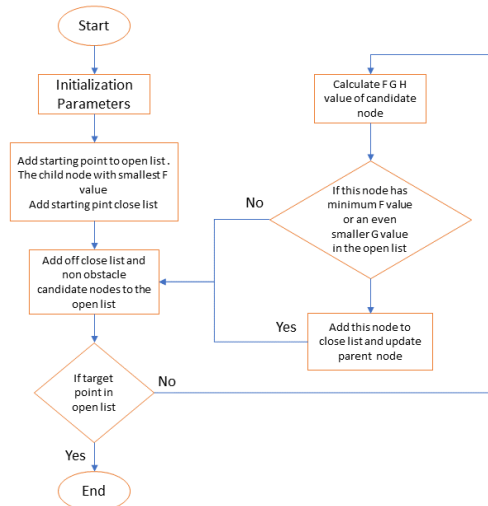 Start
Initialization
Parameters
Add starting point to open list .
The child node with smallest F
value
Add starting pint close list
Add off close list and
non obstacle
candidate nodes to the
open list
If target
point in
open list
No
Yes
End
Calculate F G H
value of candidate
node
If this node has
minimum F value
or an even
smaller G value
in the open list
No
Yes
Add this node to
close list and update
parent node